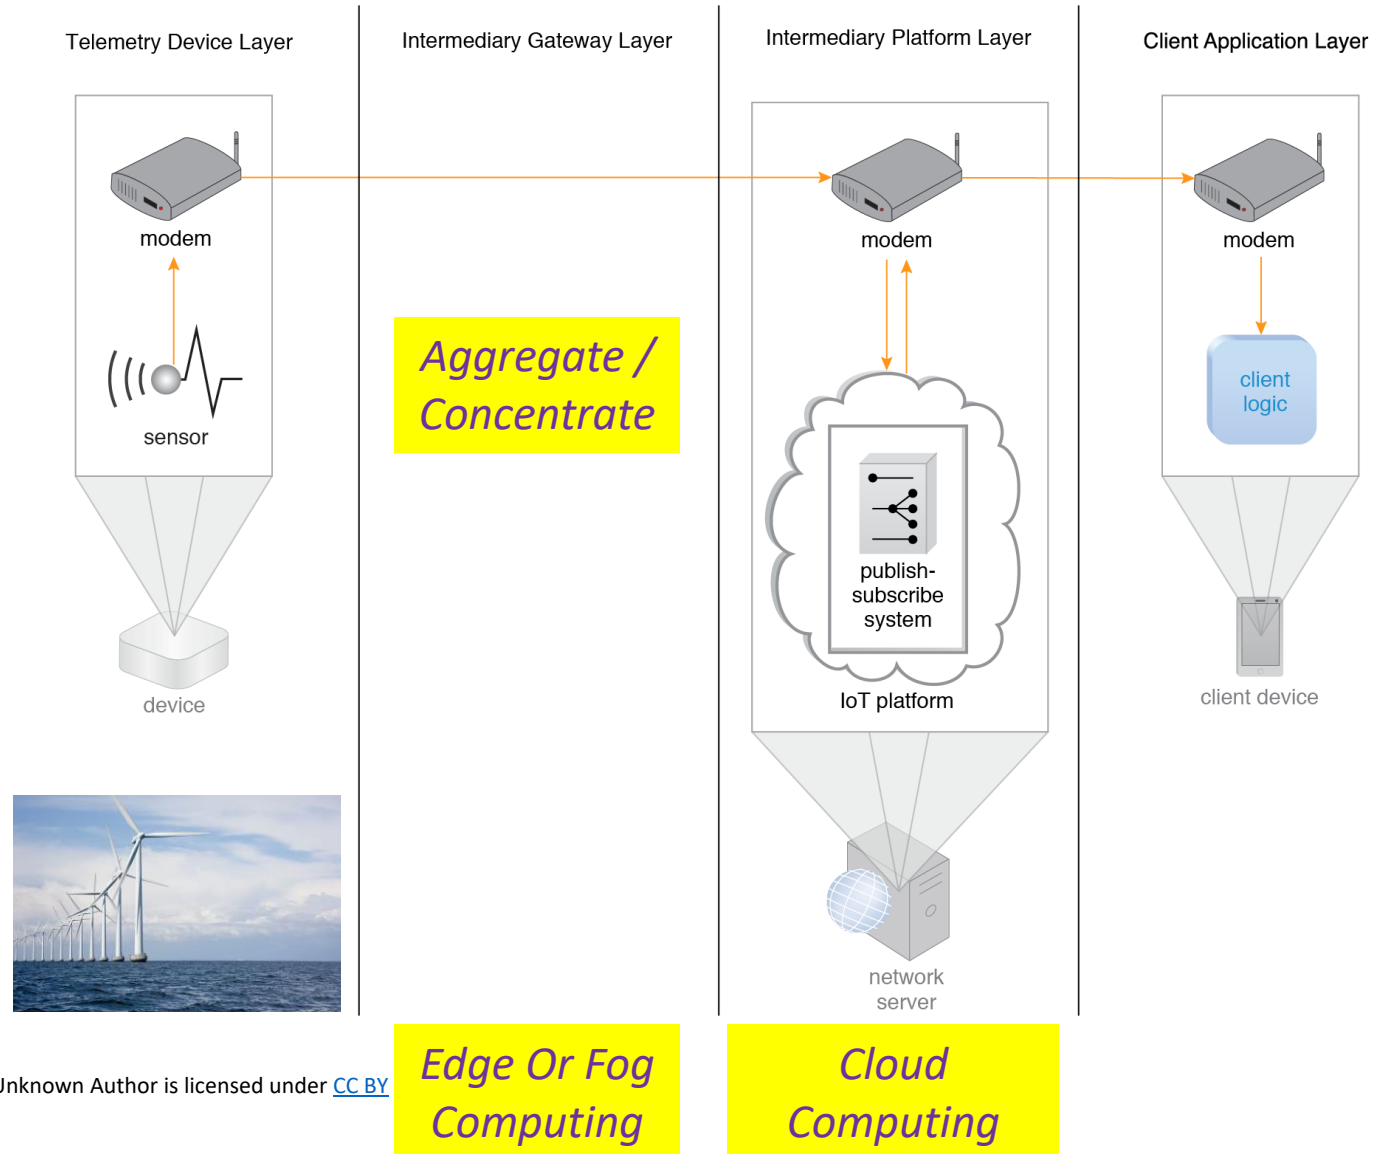 Telemetry Device Layer
Intermediary Gateway Layer
Intermediary Platform Layer
Client Application Layer
modem
sensor
device
Aggregate /
Concentrate
modem
publish-
subscribe
system
IoT platform
network
server
modem
client
logic
client device
Unknown Author is licensed under CC BY
Edge Or Fog
Computing
Cloud
Computing